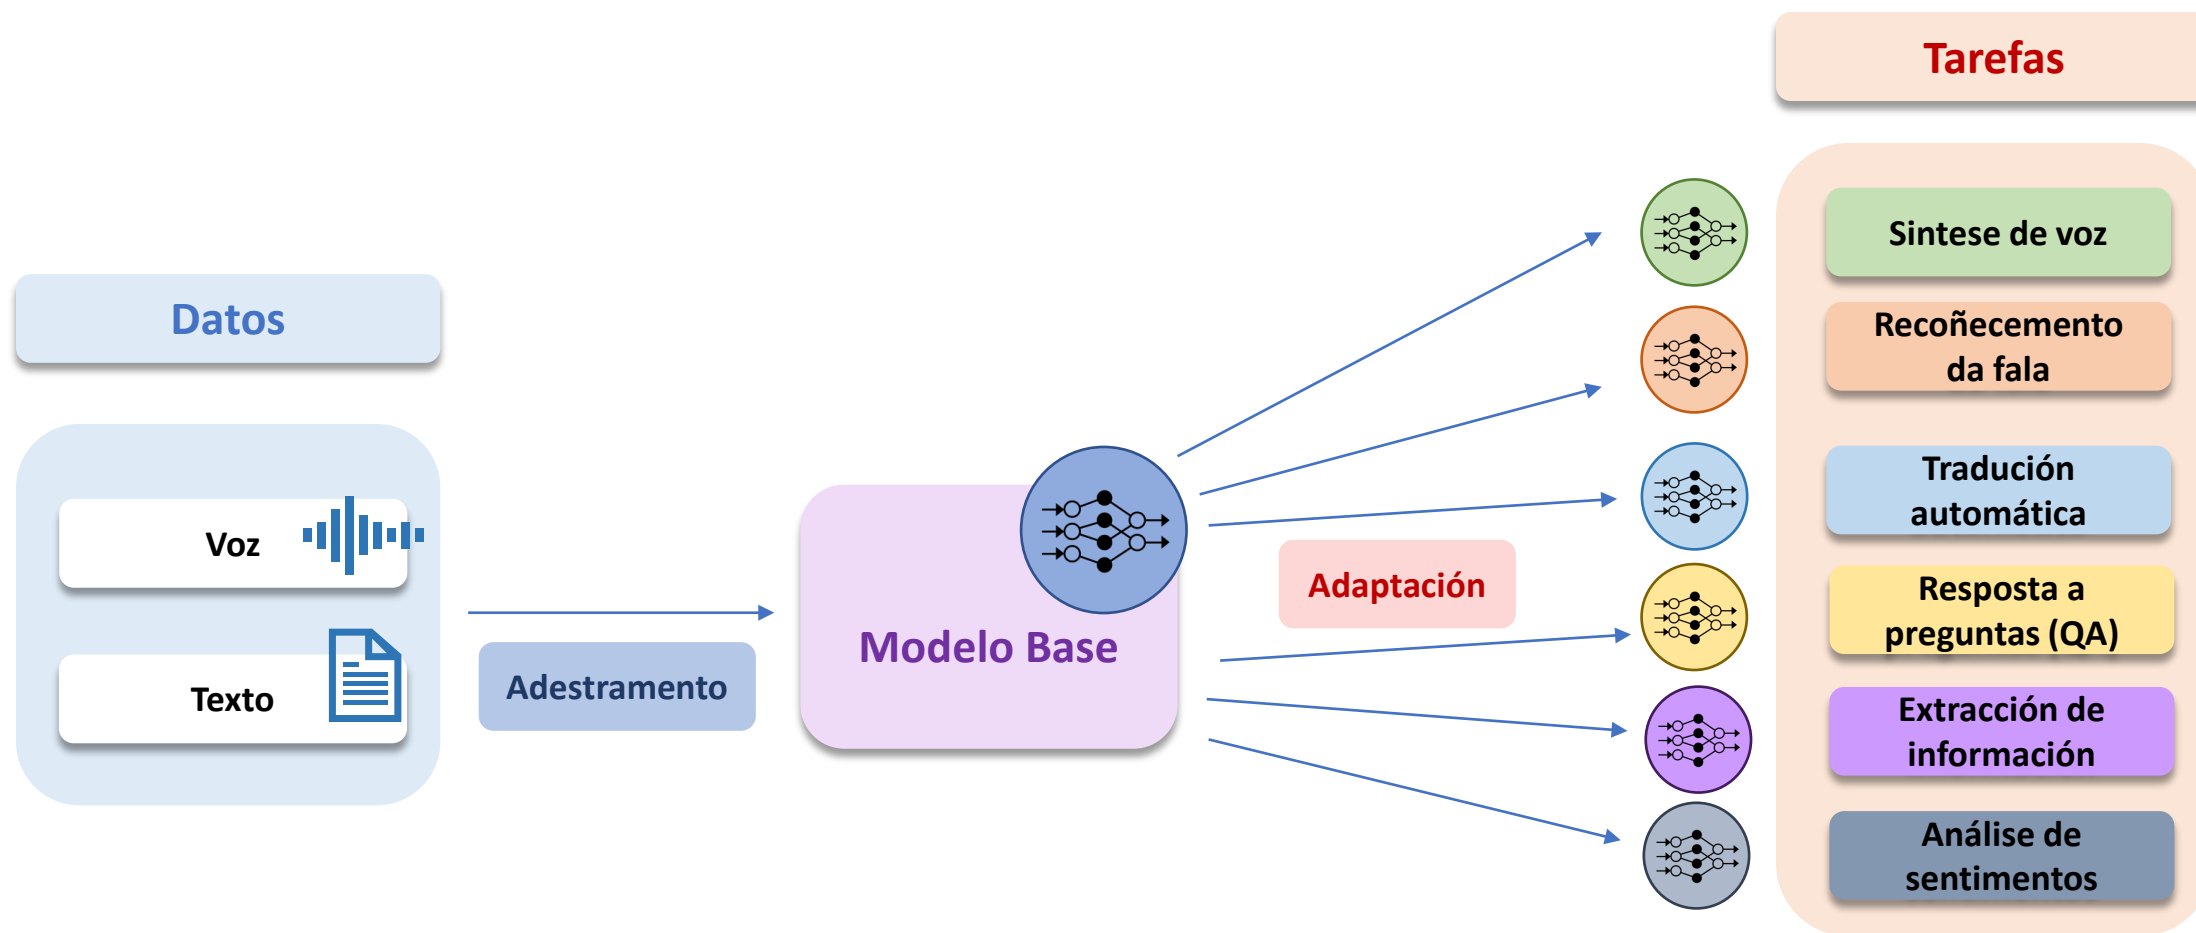 Datos
Voz
Texto
Adestramento
Modelo Base
Adaptación
Tarefas
Sintese de voz
Recoñecemento
da fala
Tradución
automática
Resposta a
preguntas (QA)
Extracción de
información
Análise de
sentimentos